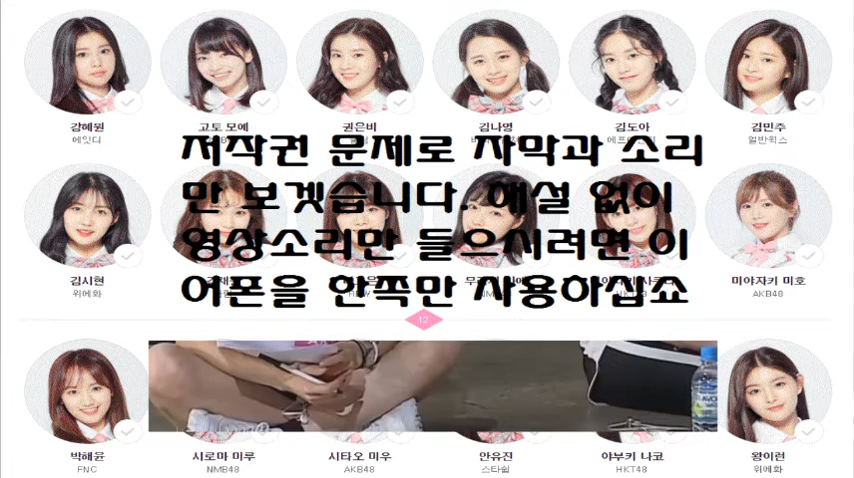 강혜원 고토 모에 권은비 김나영 김도아 김민주
에잇디 얼반웍스
저작권 문제로 자막과 소리
만 보겠습니다. 해설 없이
영상소리만 들으시려면 이
어폰을 한쪽만 사용하십쇼
김시현 미야자키 미호
위에화 AKB48
12
박해윤 시로마 미루 시타오 미우 안유진 야부키 나코 왕이런
FNC NMB48 AKB48 스타쉽 HKT48 위에화